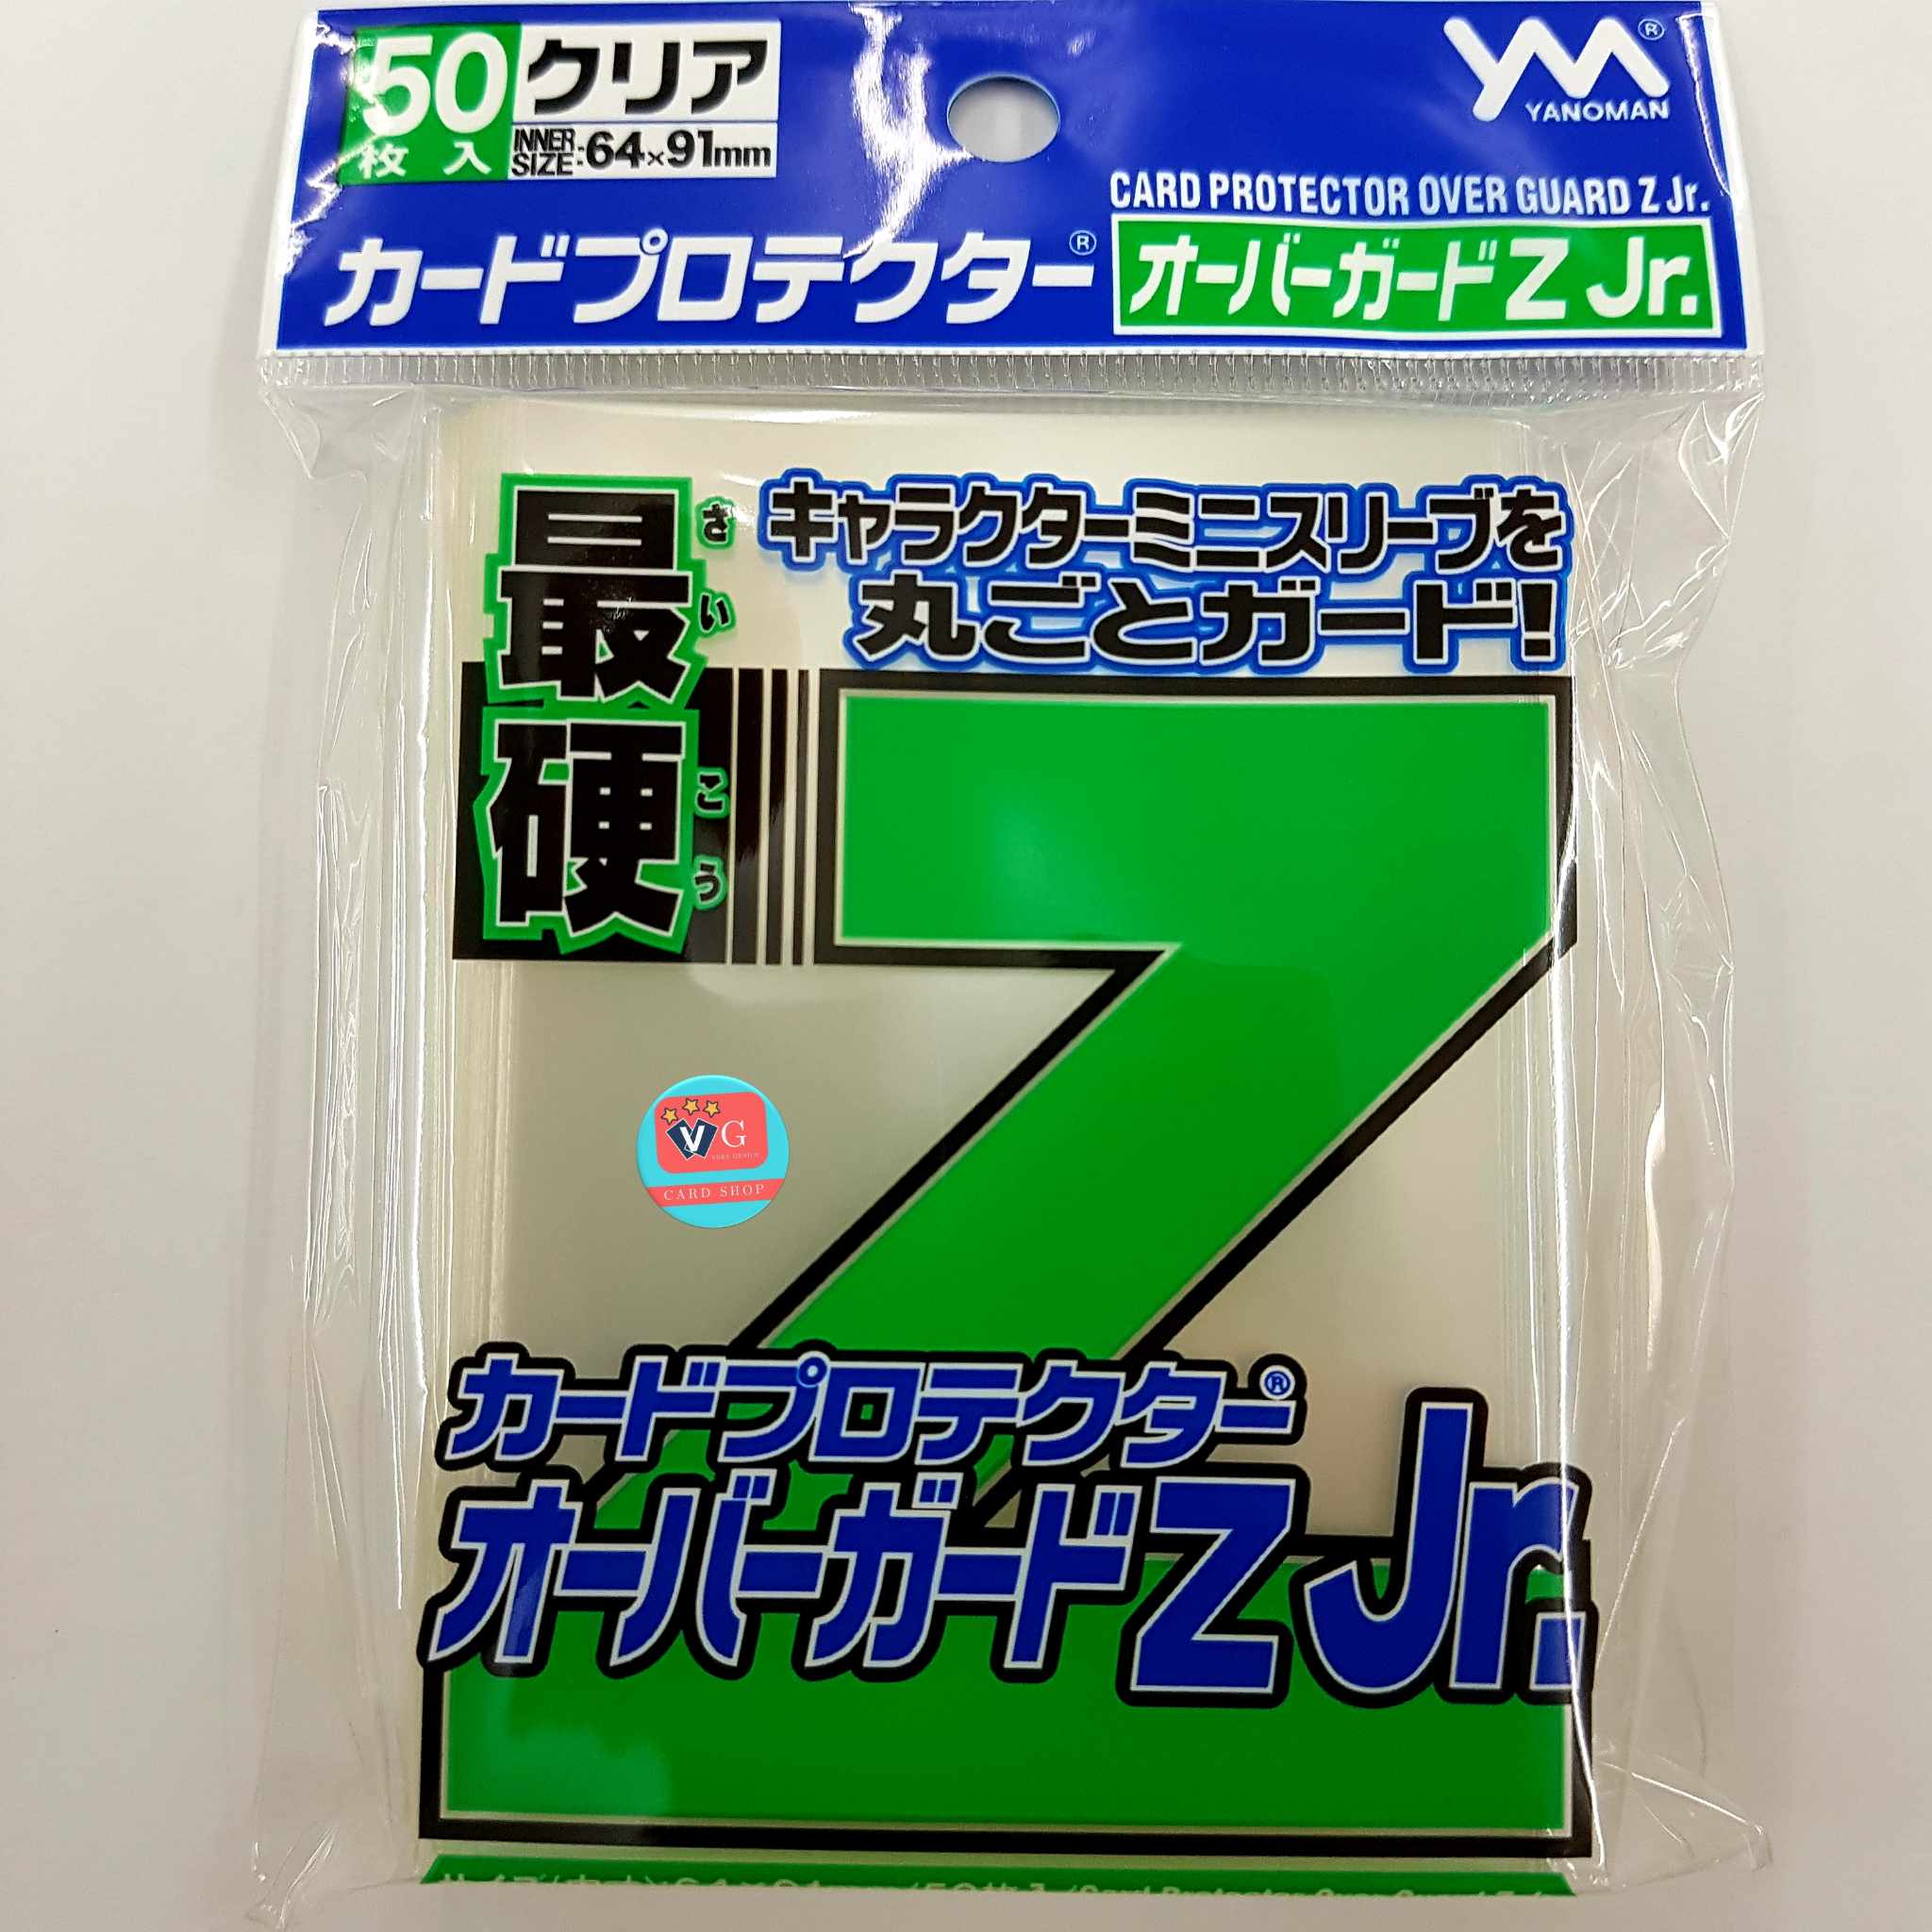 50
枚入
クリア
INNER SIZE:64×91mm
YM®
YANOMAN
CARD PROTECTOR OVER GUARD Z Jr.
カードプロテクター®
オーバーガードZ Jr.
最硬
さいこう
キャラクターミニスリーブを
丸ごとガード!
Z
VG
CARD SHOP
カードプロテクター®
オーバーガードZ Jr.